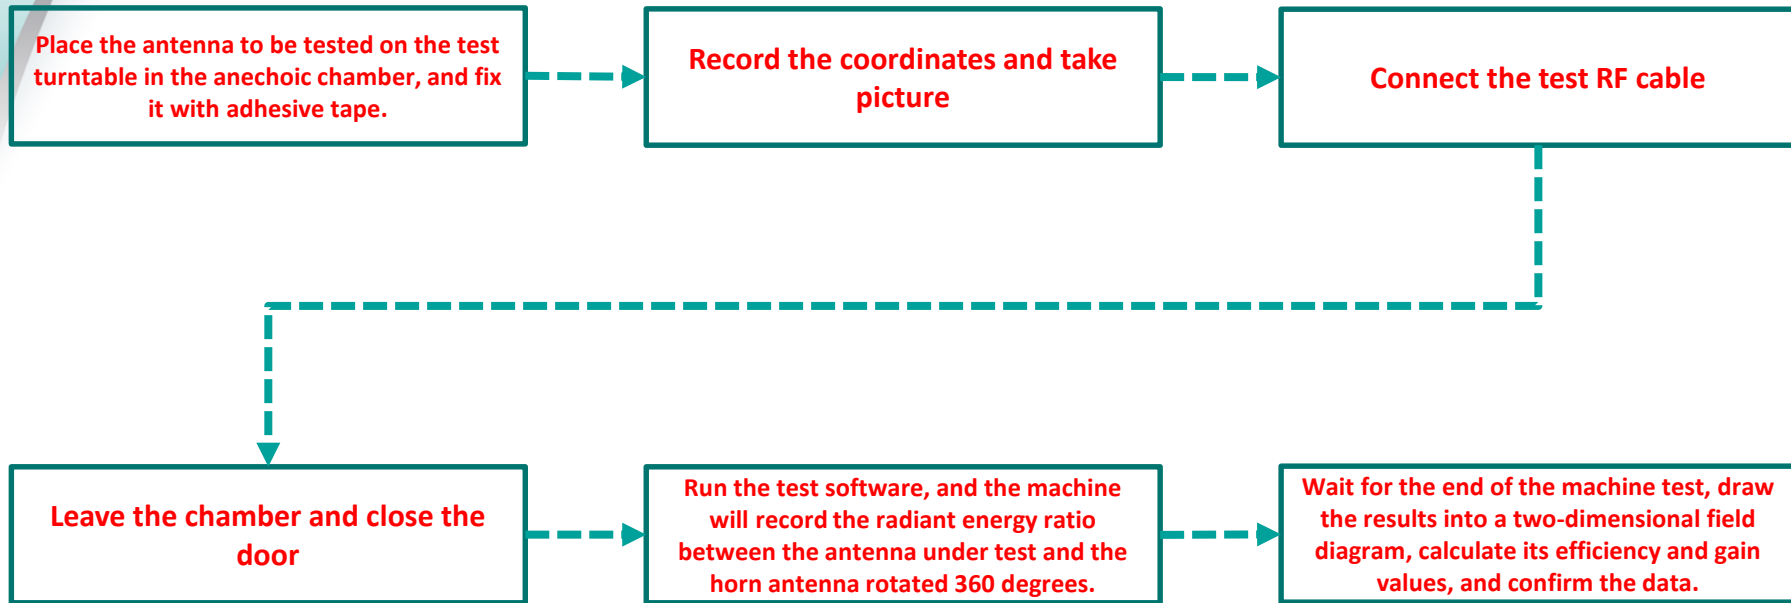 Place the antenna to be tested on the test
turntable in the anechoic chamber, and fix
it with adhesive tape.
Record the coordinates and take
picture
Connect the test RF cable
Leave the chamber and close the
door
Run the test software, and the machine
will record the radiant energy ratio
between the antenna under test and the
horn antenna rotated 360 degrees.
Wait for the end of the machine test, draw
the results into a two-dimensional field
diagram, calculate its efficiency and gain
values, and confirm the data.